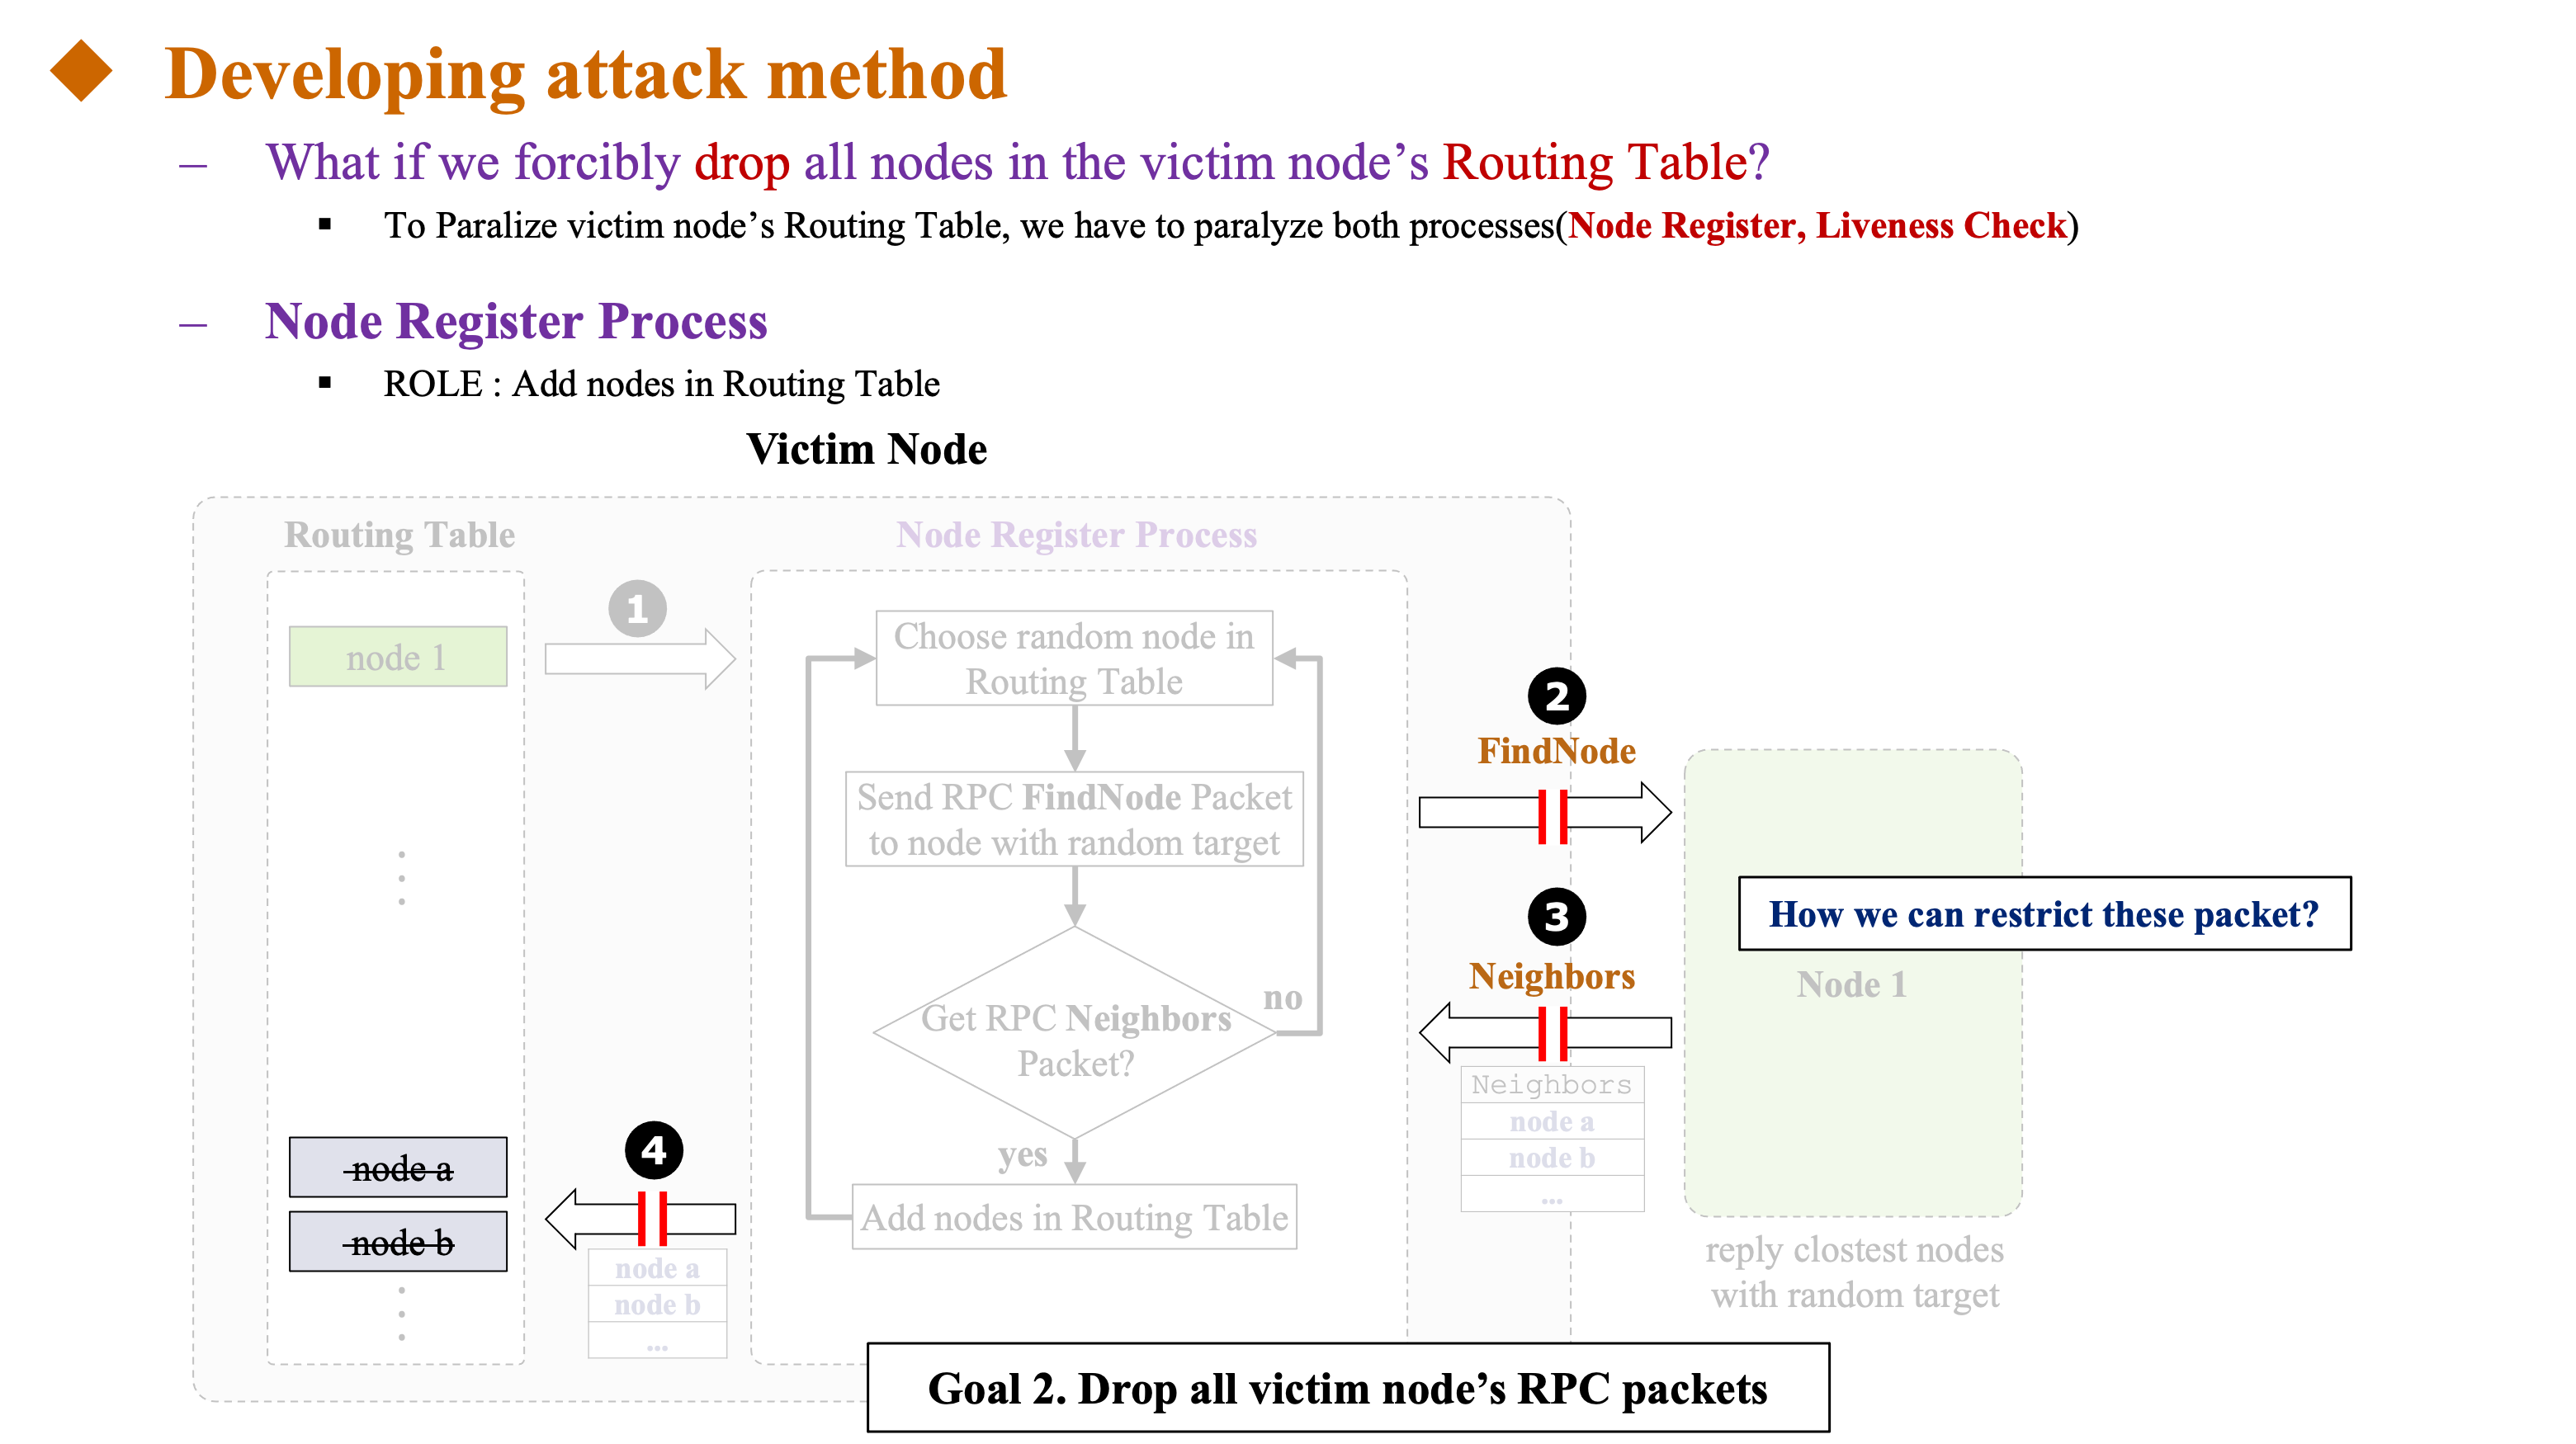 Developing attack method
– What if we forcibly drop all nodes in the victim node’s Routing Table?
▪ To Paralize victim node’s Routing Table, we have to paralyze both processes(Node Register, Liveness Check)
– Node Register Process
▪ ROLE : Add nodes in Routing Table
Victim Node
Routing Table
node 1
node a
node b
1
4
node a
node b
...
Node Register Process
Choose random node in
Routing Table
Send RPC FindNode Packet
to node with random target
Get RPC Neighbors
Packet?
no
yes
Add nodes in Routing Table
2
FindNode
3
Neighbors
Neighbors
node a
node b
...
How we can restrict these packet?
Node 1
reply clostest nodes
with random target
Goal 2. Drop all victim node’s RPC packets